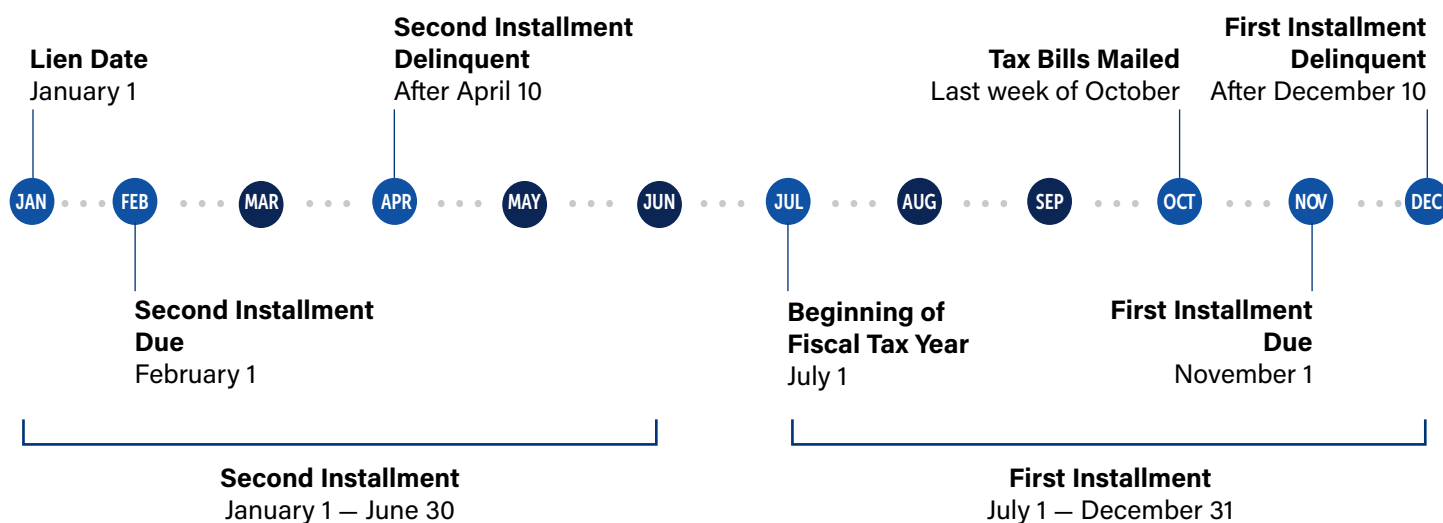 Lien Date
January 1
Second Installment
Delinquent
After April 10
Tax Bills Mailed
Last week of October
First Installment
Delinquent
After December 10
JAN
FEB
MAR
APR
MAY
JUN
JUL
AUG
SEP
OCT
NOV
DEC
Second Installment
Due
February 1
Beginning of
Fiscal Tax Year
July 1
First Installment
Due
November 1
Second Installment
January 1 — June 30
First Installment
July 1 — December 31